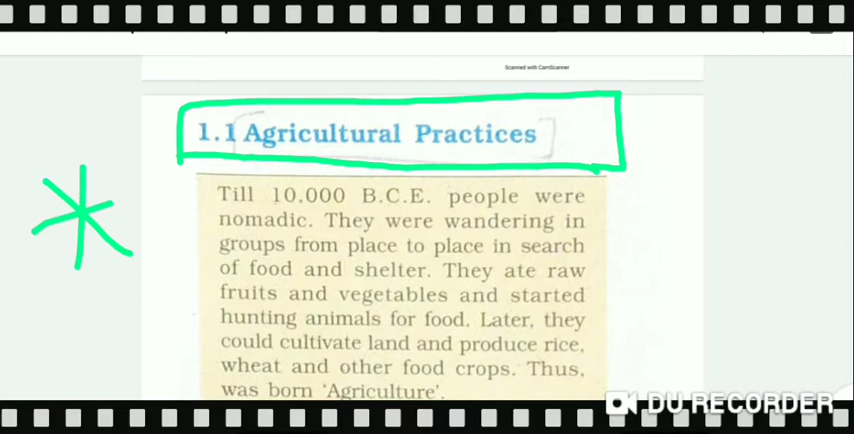 Scanned with CamScanner
1.1 Agricultural Practices
Till 10,000 B.C.E. people were
nomadic. They were wandering in
groups from place to place in search
of food and shelter. They ate raw
fruits and vegetables and started
hunting animals for food. Later, they
could cultivate land and produce rice,
wheat and other food crops. Thus,
was born ‘Agriculture’.
DU RECORDER